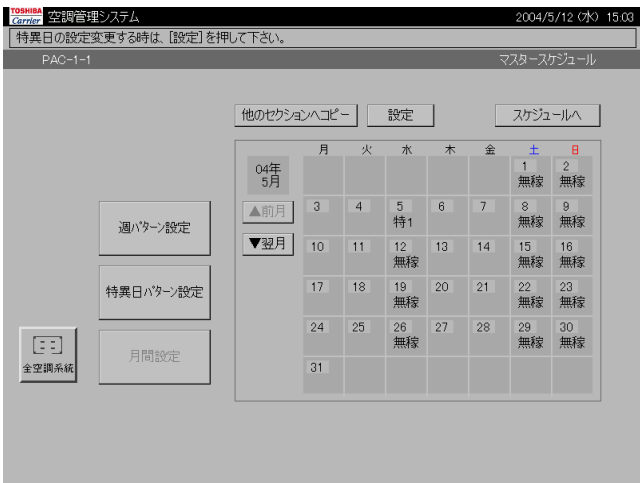 TOSHIBA
Carrier 空調管理システム 2004/5/12 (水) 15:03
特異日の設定変更する時は、[設定]を押して下さい。
PAC-1-1 マスタースケジュール
他のセクションへコピー 設定 スケジュールへ
04年
5月
月 火 水 木 金 土 日
1 2
無稼 無稼
▲前月
▼翌月
3 4 5 6 7 8 9
特1 無稼 無稼
10 11 12 13 14 15 16
無稼 無稼 無稼
17 18 19 20 21 22 23
無稼 無稼 無稼
24 25 26 27 28 29 30
無稼 無稼 無稼
31
週パターン設定
特異日パターン設定
月間設定
全空調系統